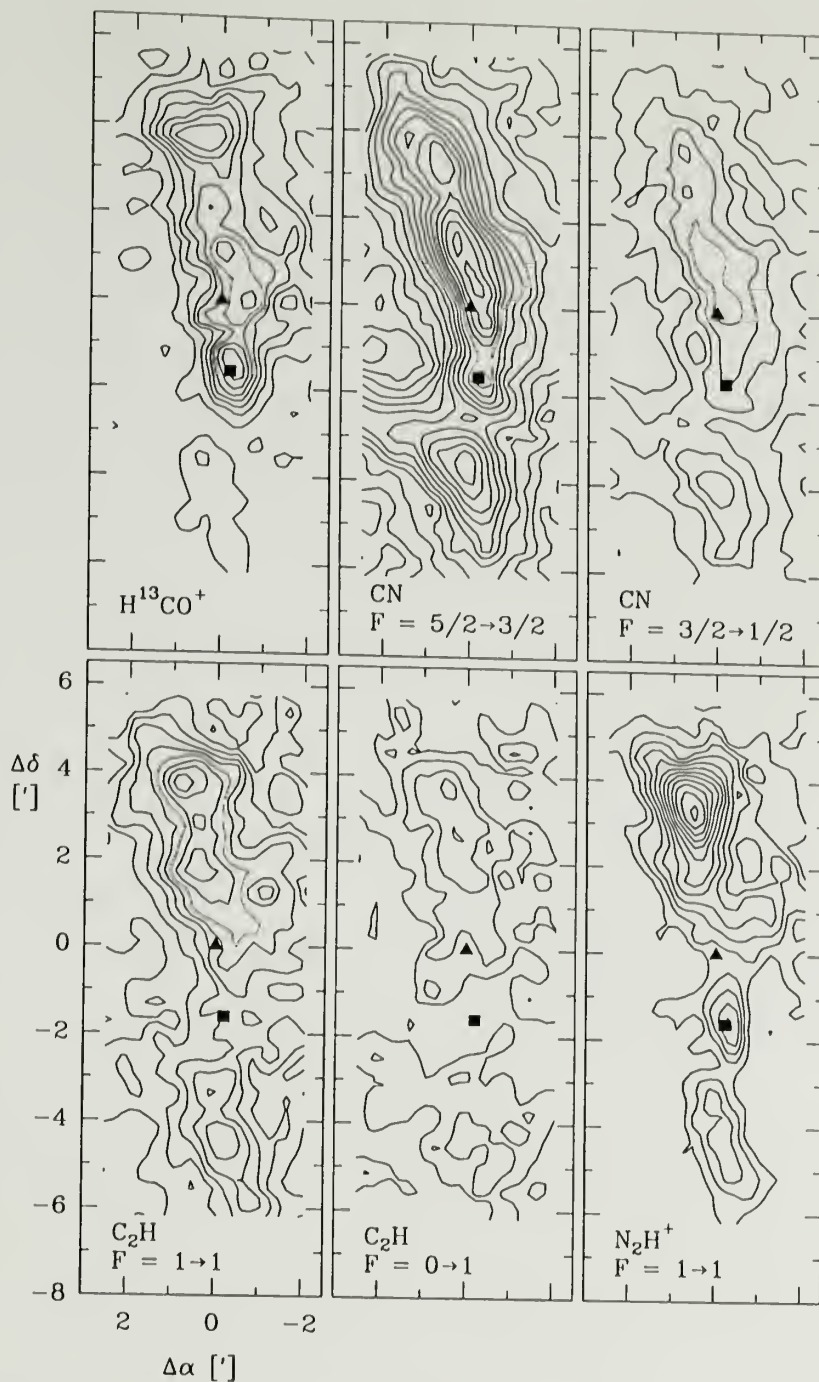 H¹³CO⁺
CN
F = 5/2→3/2
CN
F = 3/2→1/2
6
4
2
0
−2
−4
−6
−8
Δδ
[′]
C₂H
F = 1→1
C₂H
F = 0→1
N₂H⁺
F = 1→1
2 0 −2
Δα [′]